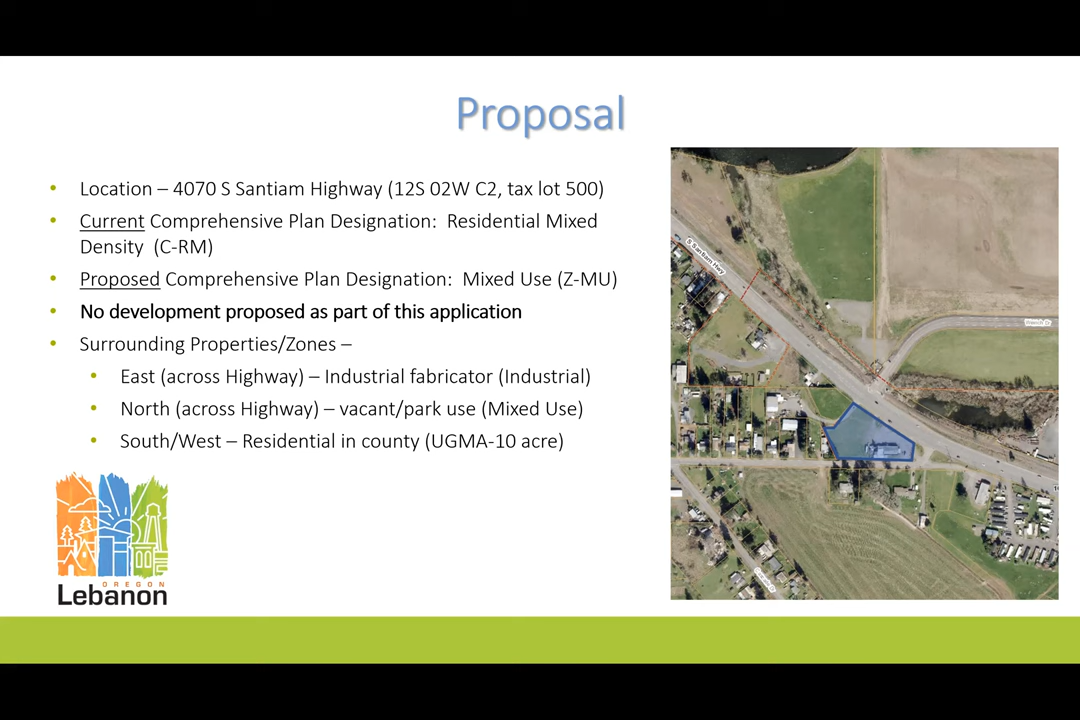 Proposal
• Location – 4070 S Santiam Highway (12S 02W C2, tax lot 500)
• Current Comprehensive Plan Designation: Residential Mixed
Density (C-RM)
• Proposed Comprehensive Plan Designation: Mixed Use (Z-MU)
• No development proposed as part of this application
• Surrounding Properties/Zones –
• East (across Highway) – Industrial fabricator (Industrial)
• North (across Highway) – vacant/park use (Mixed Use)
• South/West – Residential in county (UGMA-10 acre)
S Santiam Hwy
OREGON
Lebanon